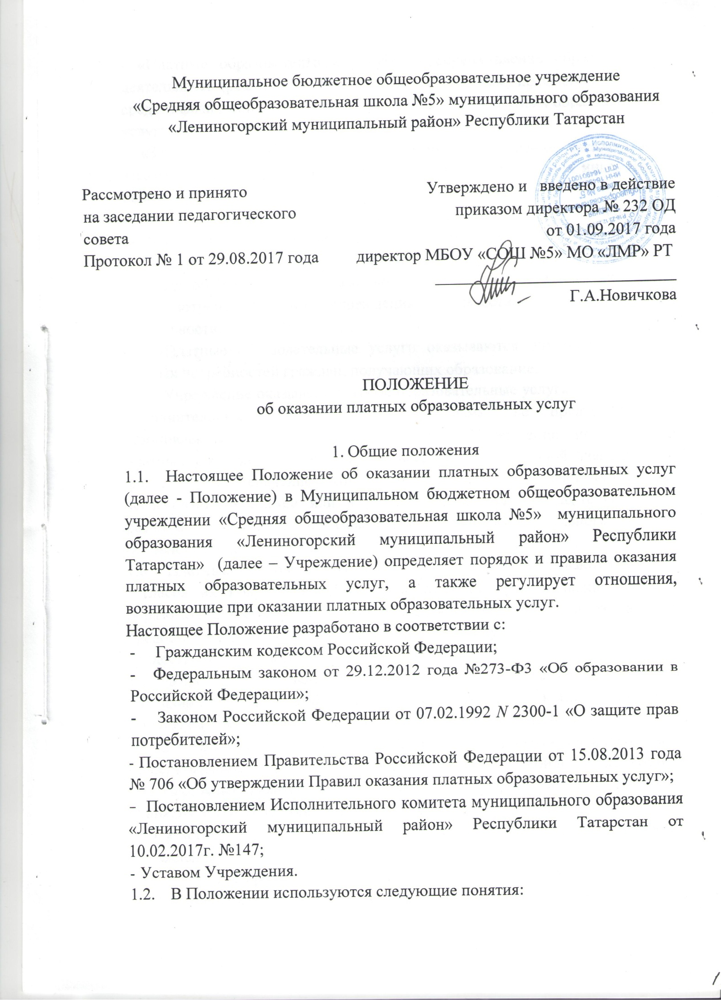 Муниципальное бюджетное общеобразовательное учреждение
«Средняя общеобразовательная школа №5» муниципального образования
«Лениногорский муниципальный район» Республики Татарстан
Рассмотрено и принято
на заседании педагогического
совета
Протокол № 1 от 29.08.2017 года
Утверждено и введено в действие
приказом директора № 232 ОД
от 01.09.2017 года
директор МБОУ «СОШ №5» МО «ЛМР» РТ
Г.А.Новичкова
ПОЛОЖЕНИЕ
об оказании платных образовательных услуг
1. Общие положения
1.1. Настоящее Положение об оказании платных образовательных услуг
(далее - Положение) в Муниципальном бюджетном общеобразовательном
учреждении «Средняя общеобразовательная школа №5» муниципального
образования «Лениногорский муниципальный район» Республики
Татарстан» (далее – Учреждение) определяет порядок и правила оказания
платных образовательных услуг, а также регулирует отношения,
возникающие при оказании платных образовательных услуг.
Настоящее Положение разработано в соответствии с:
- Гражданским кодексом Российской Федерации;
- Федеральным законом от 29.12.2012 года №273-ФЗ «Об образовании в
Российской Федерации»;
- Законом Российской Федерации от 07.02.1992 N 2300-1 «О защите прав
потребителей»;
- Постановлением Правительства Российской Федерации от 15.08.2013 года
№ 706 «Об утверждении Правил оказания платных образовательных услуг»;
- Постановлением Исполнительного комитета муниципального образования
«Лениногорский муниципальный район» Республики Татарстан от
10.02.2017г. №147;
- Уставом Учреждения.
1.2. В Положении используются следующие понятия:
1